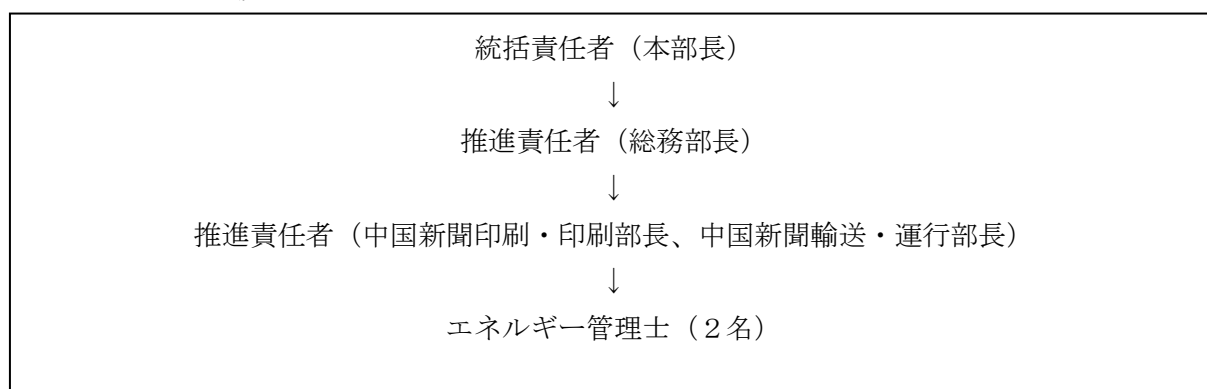 統括責任者（本部長）
↓
推進責任者（総務部長）
↓
推進責任者（中国新聞印刷・印刷部長、中国新聞輸送・運行部長）
↓
エネルギー管理士（２名）